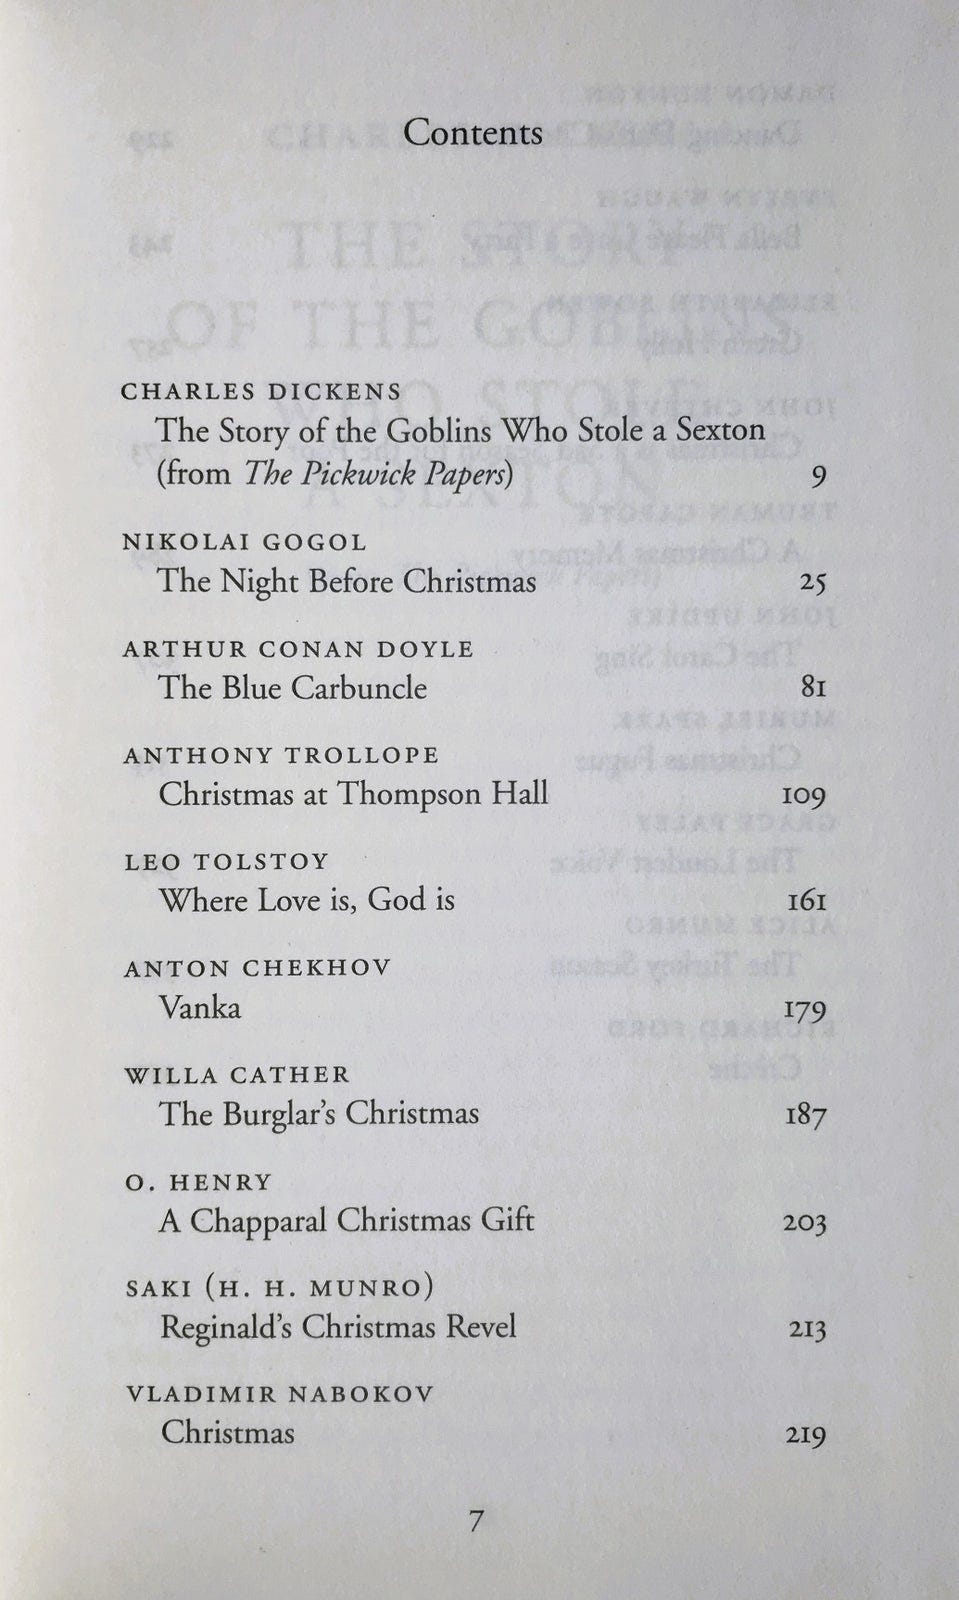 Contents
CHARLES DICKENS
The Story of the Goblins Who Stole a Sexton
(from The Pickwick Papers) 9
NIKOLAI GOGOL
The Night Before Christmas 25
ARTHUR CONAN DOYLE
The Blue Carbuncle 81
ANTHONY TROLLOPE
Christmas at Thompson Hall 109
LEO TOLSTOY
Where Love is, God is 161
ANTON CHEKHOV
Vanka 179
WILLA CATHER
The Burglar's Christmas 187
O. HENRY
A Chapparal Christmas Gift 203
SAKI (H. H. MUNRO)
Reginald's Christmas Revel 213
VLADIMIR NABOKOV
Christmas 219
7